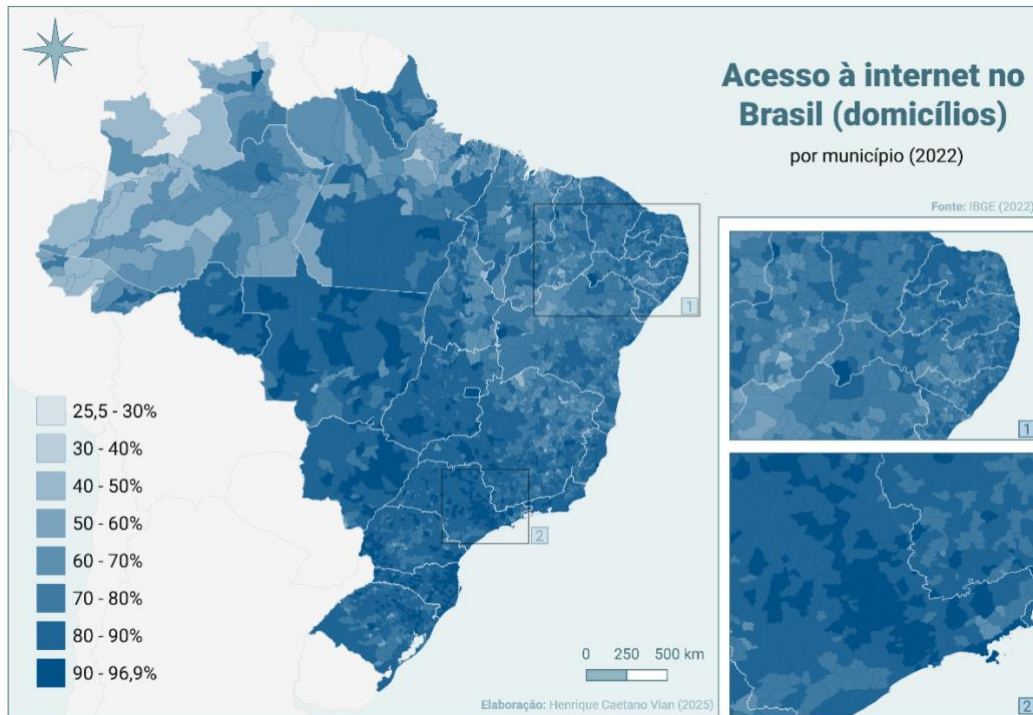 Acesso à internet no
Brasil (domicílios)
por município (2022)
Fonte: IBGE (2022)
1
1
2
25,5 - 30%
30 - 40%
40 - 50%
50 - 60%
60 - 70%
70 - 80%
80 - 90%
90 - 96,9%
0 250 500 km
Elaboração: Henrique Caetano Vian (2025)
2